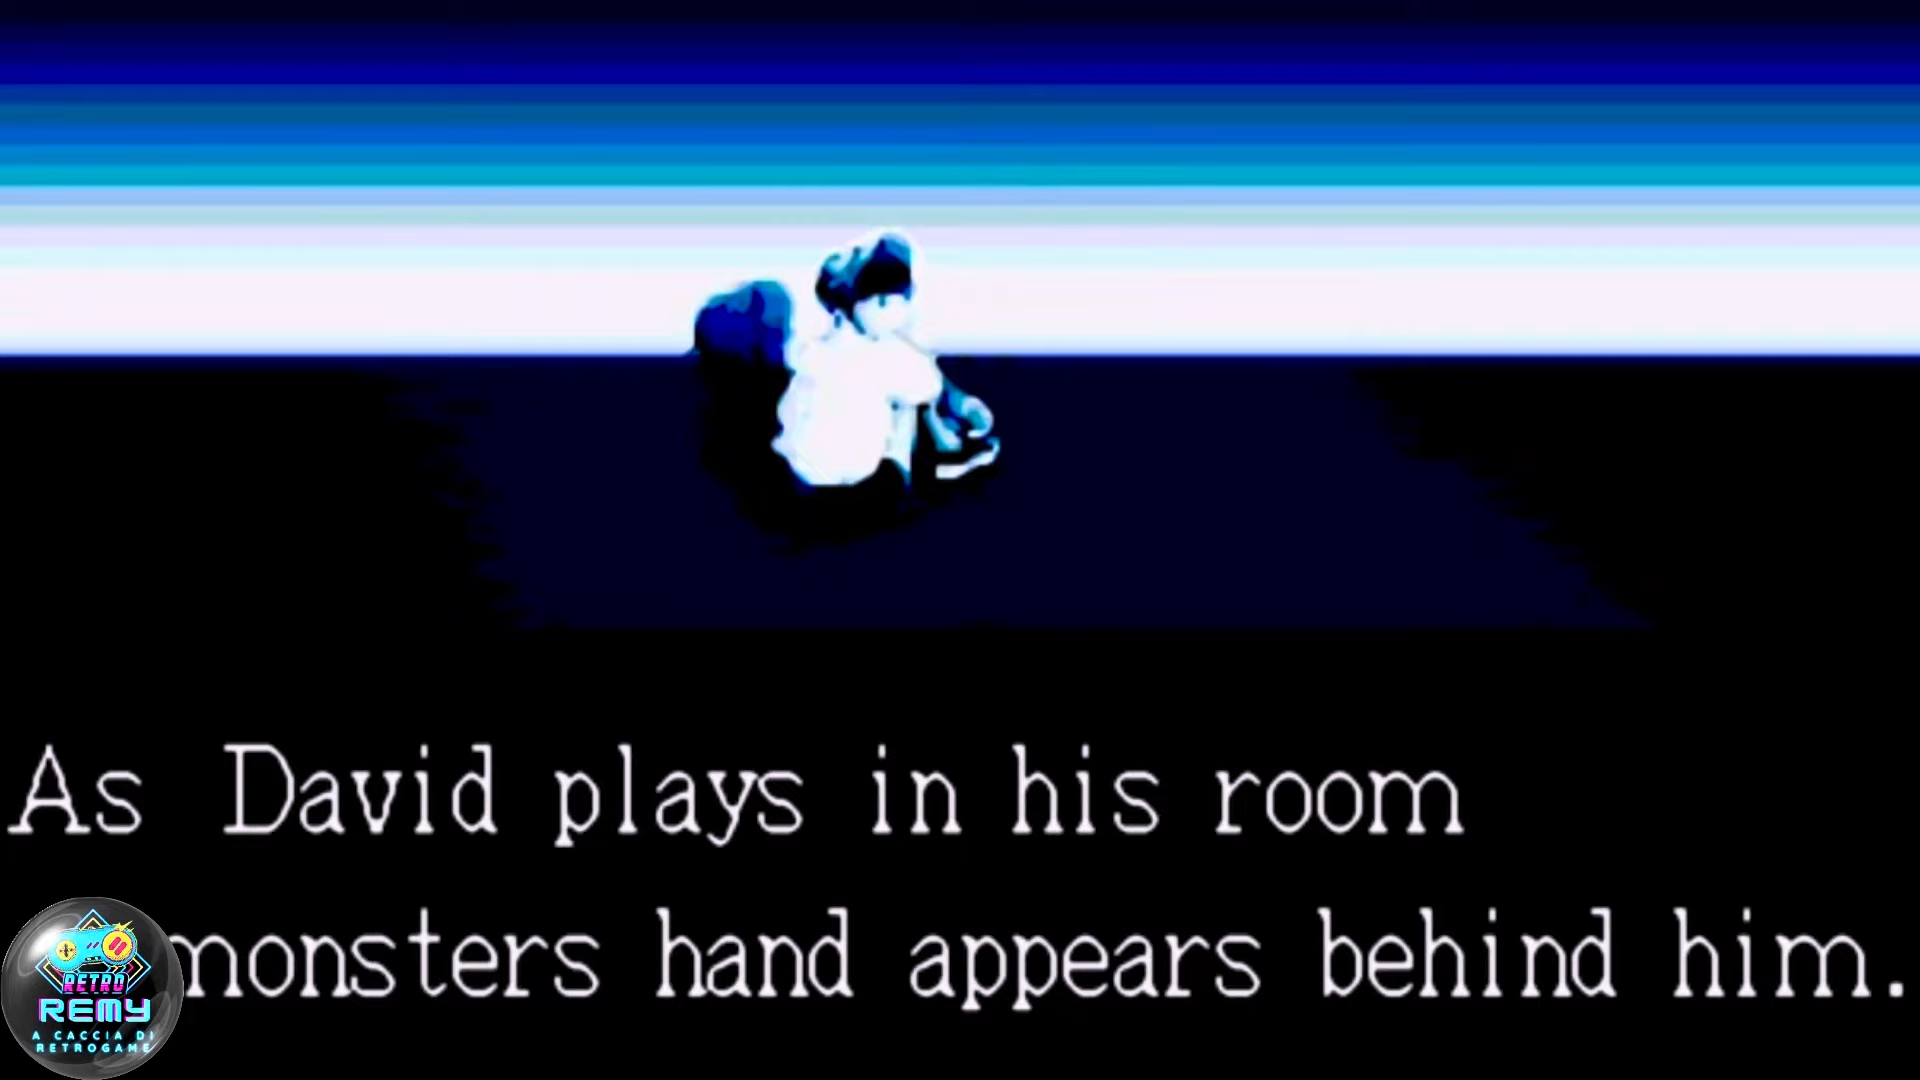 As David plays in his room
monsters hand appears behind him.
RETRO
REMY
A CACCIA DI
RETROGAME